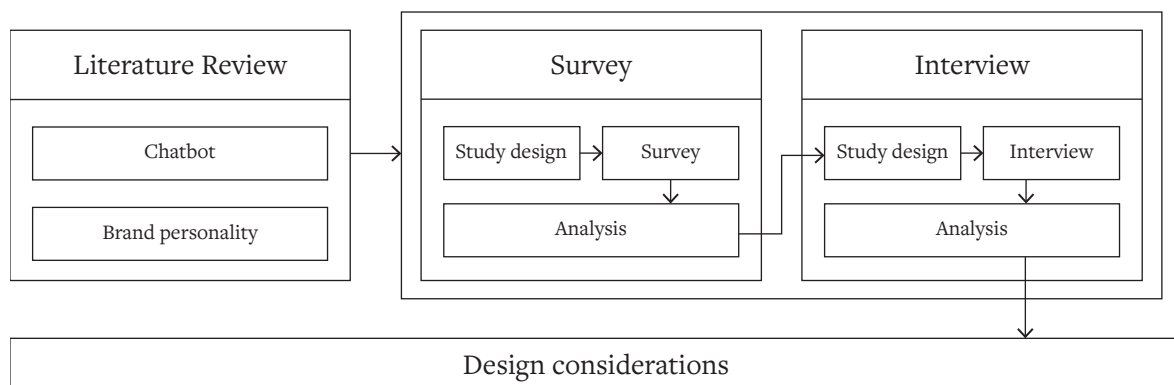 Literature Review
Chatbot
Brand personality
Survey
Study design
Survey
Analysis
Interview
Study design
Interview
Analysis
Design considerations